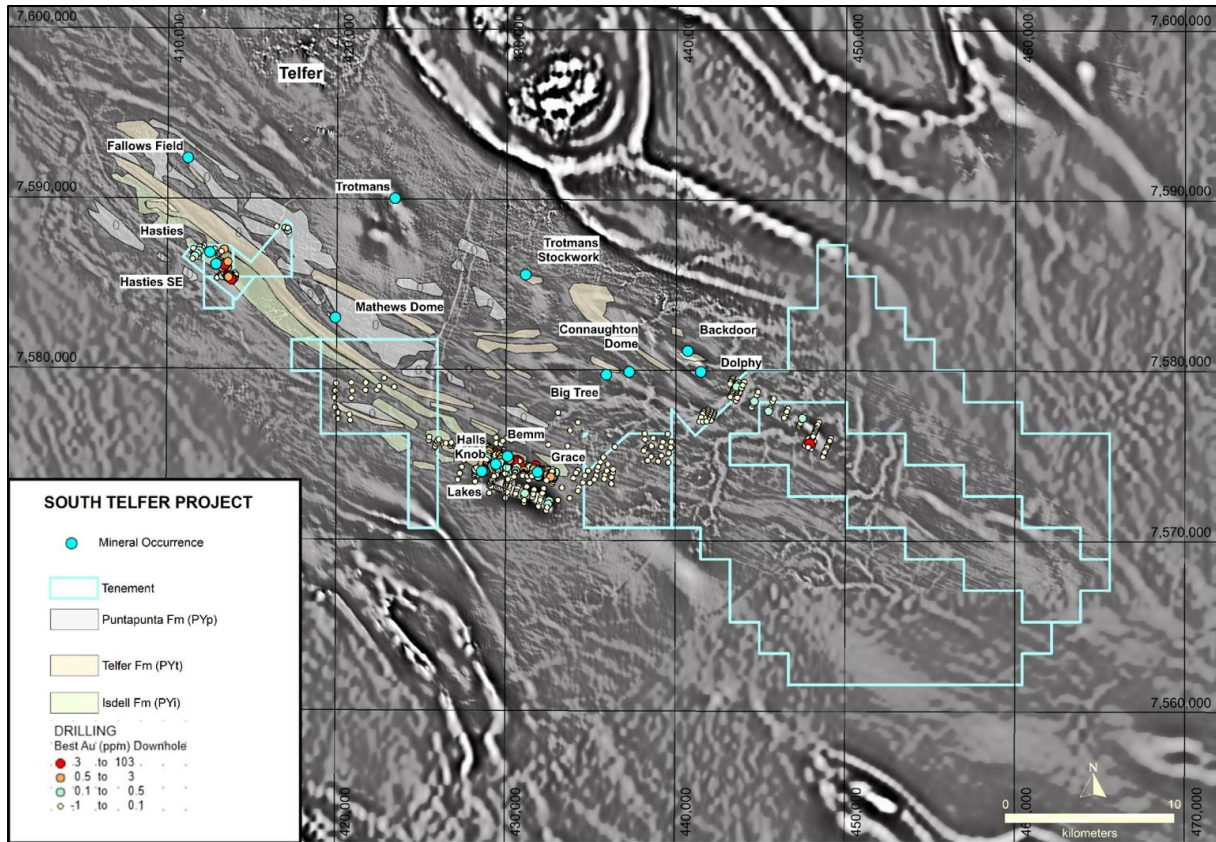 7,600,000
7,600,000
410,000
420,000
430,000
440,000
450,000
460,000
470,000
Telfer
Fallows Field
Trotmans
7,590,000
7,590,000
Hasties
Hasties SE
Trotmans
Stockwork
Mathews Dome
Connaughton
Dome
Backdoor
Dolphy
7,580,000
7,580,000
Big Tree
Halls
Knob
Bemm
Grace
Lakes
7,570,000
7,560,000
SOUTH TELFER PROJECT
Mineral Occurrence
Tenement
Puntapunta Fm (PYp)
Telfer Fm (PYt)
Isdell Fm (PYi)
DRILLING
Best Au (ppm) Downhole
3 to 103
0.5 to 3
0.1 to 0.5
-1 to 0.1
420,000
430,000
440,000
450,000
460,000
470,000
N
0 10
kilometers